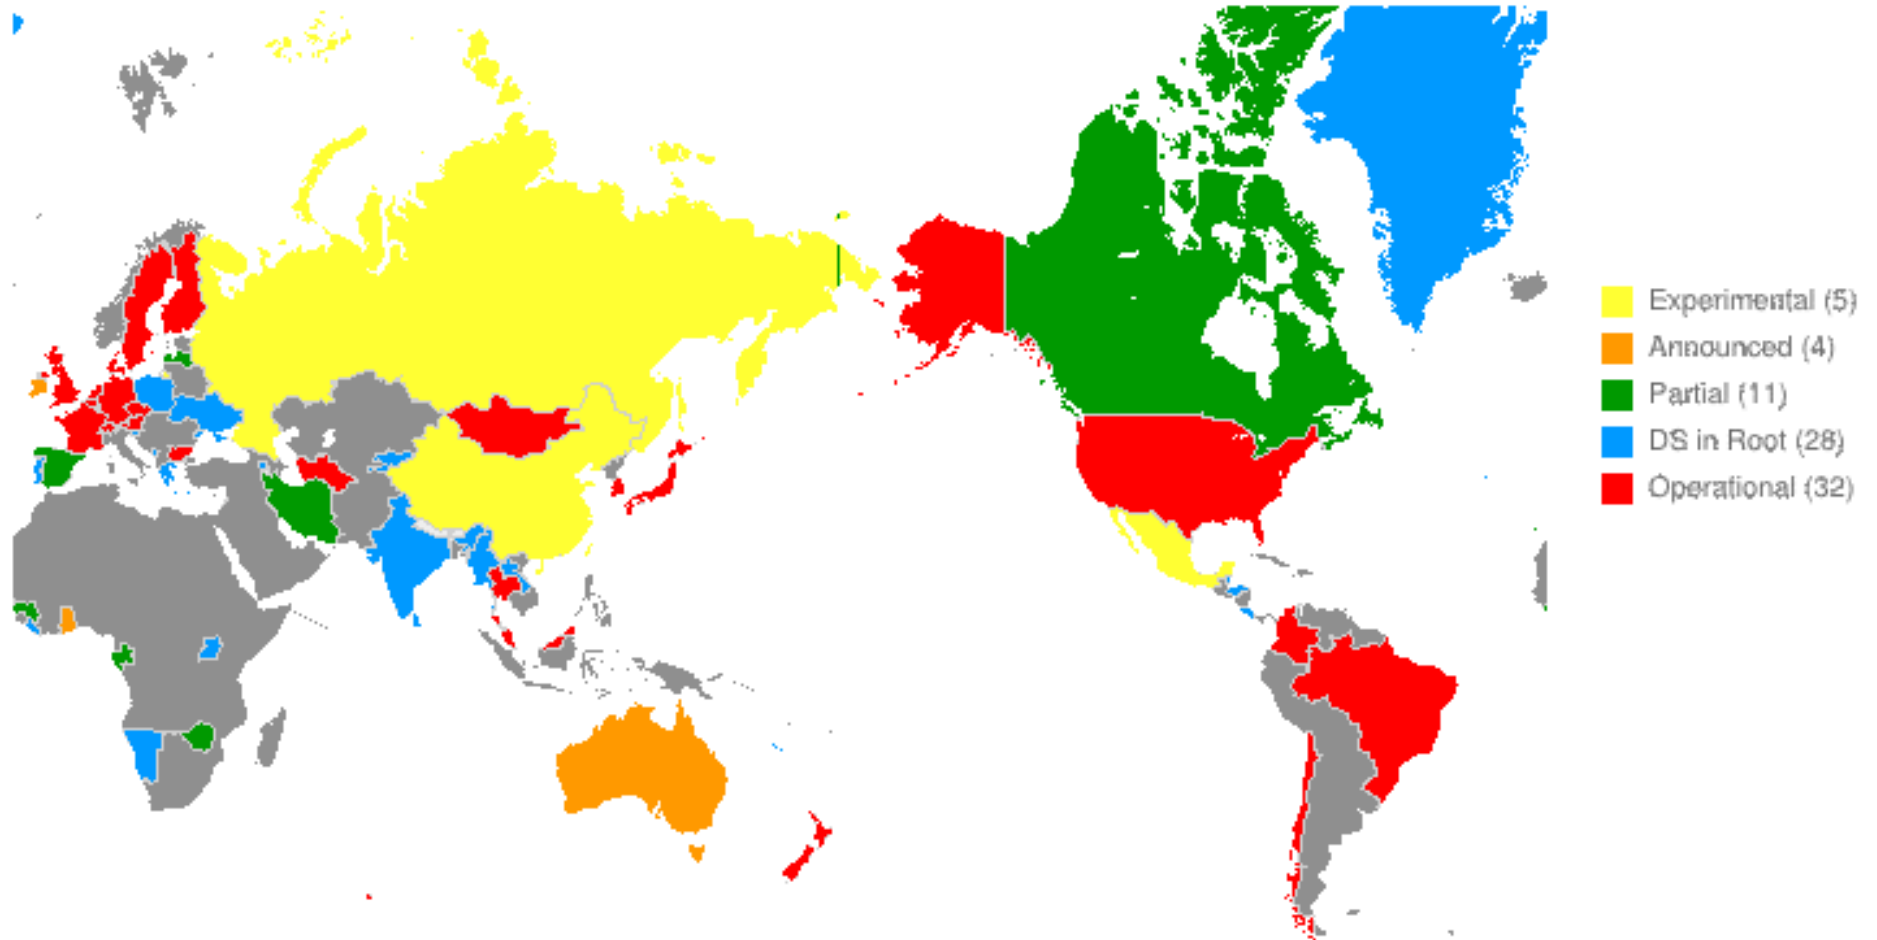 Experimental (5)
Announced (4)
Partial (11)
DS in Root (28)
Operational (32)